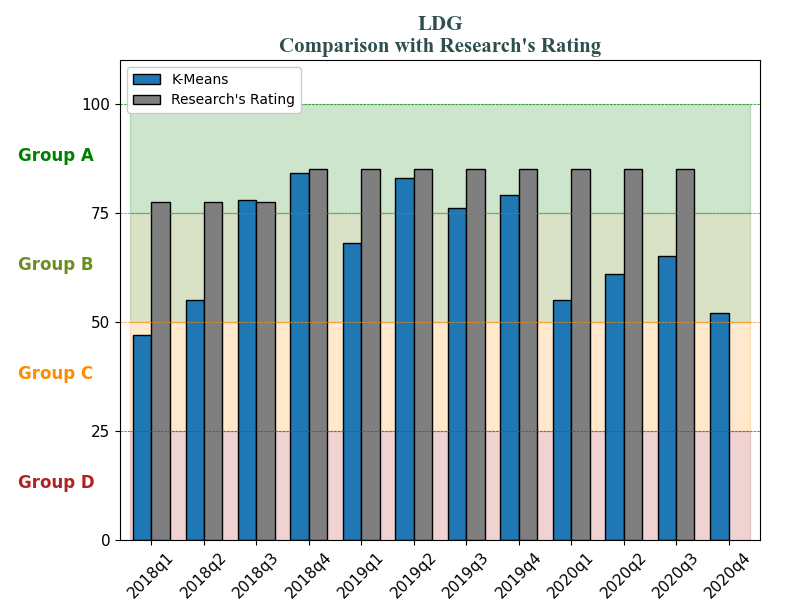 LDG
Comparison with Research's Rating
K-Means
Research's Rating
100
Group A
75
Group B
50
Group C
25
Group D
0
2018q1 2018q2 2018q3 2018q4 2019q1 2019q2 2019q3 2019q4 2020q1 2020q2 2020q3 2020q4